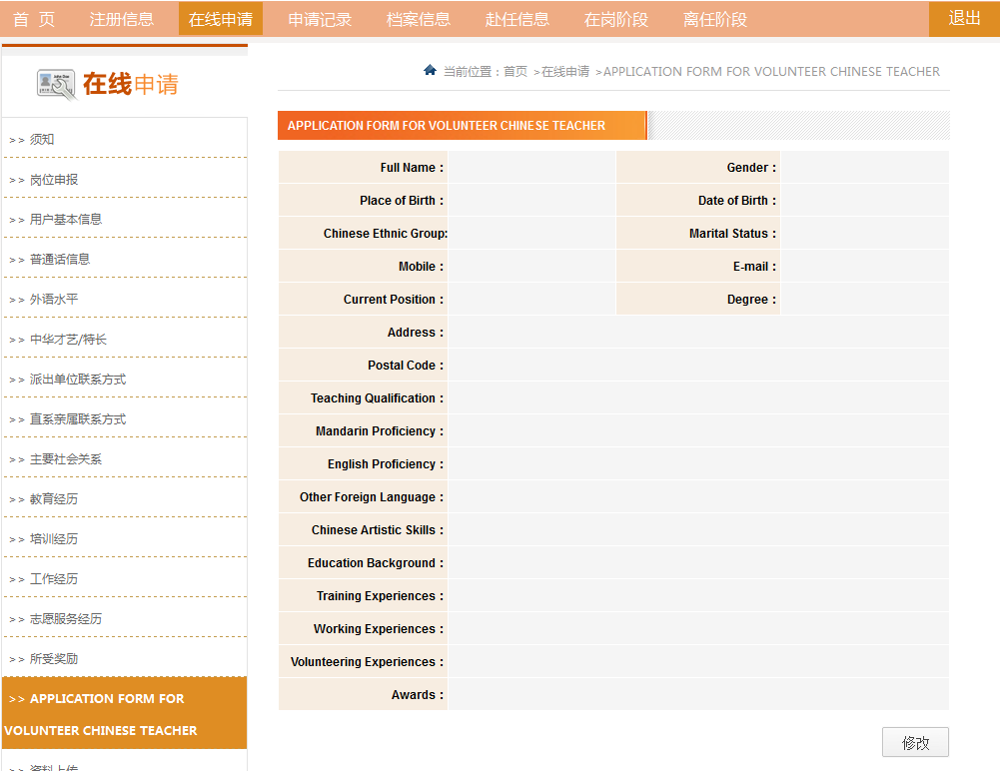 首 页 注册信息 在线申请 申请记录 档案信息 赴任信息 在岗阶段 离任阶段 退出
在线申请
当前位置：首页 >在线申请 >APPLICATION FORM FOR VOLUNTEER CHINESE TEACHER
>> 须知
>> 岗位申报
>> 用户基本信息
>> 普通话信息
>> 外语水平
>> 中华才艺/特长
>> 派出单位联系方式
>> 直系亲属联系方式
>> 主要社会关系
>> 教育经历
>> 培训经历
>> 工作经历
>> 志愿服务经历
>> 所受奖励
>> APPLICATION FORM FOR
VOLUNTEER CHINESE TEACHER
>> 资料上传
APPLICATION FORM FOR VOLUNTEER CHINESE TEACHER
Full Name : Gender :
Place of Birth : Date of Birth :
Chinese Ethnic Group: Marital Status :
Mobile : E-mail :
Current Position : Degree :
Address :
Postal Code :
Teaching Qualification :
Mandarin Proficiency :
English Proficiency :
Other Foreign Language :
Chinese Artistic Skills :
Education Background :
Training Experiences :
Working Experiences :
Volunteering Experiences :
Awards :
修改